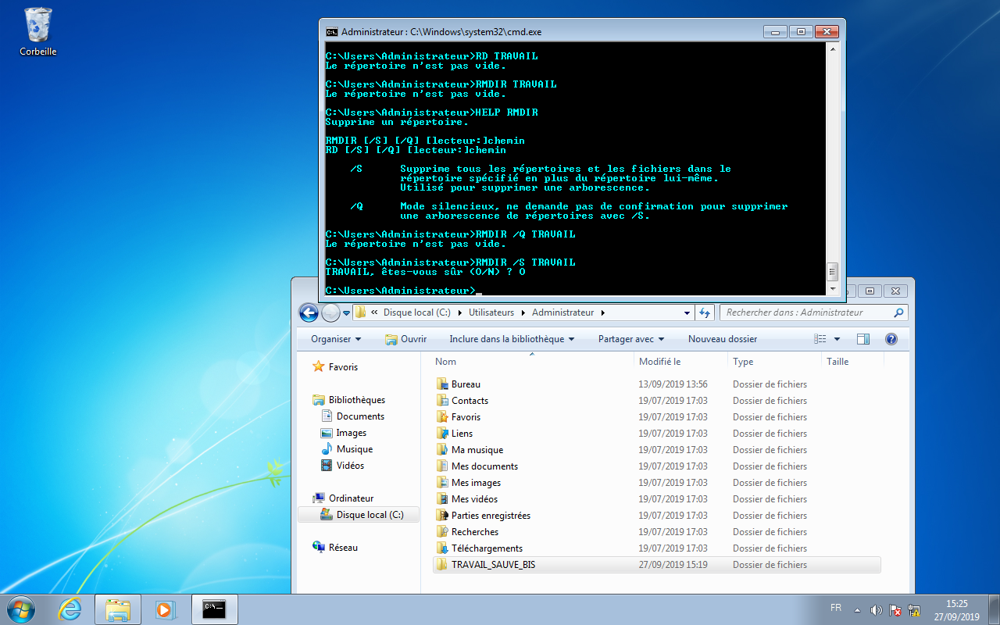 Corbeille
Administrateur : C:\Windows\system32\cmd.exe
C:\Users\Administrateur>RD TRAVAIL
Le répertoire n'est pas vide.
C:\Users\Administrateur>RMDIR TRAVAIL
Le répertoire n'est pas vide.
C:\Users\Administrateur>HELP RMDIR
Supprime un répertoire.
RMDIR [/S] [/Q] [lecteur:]chemin
RD [/S] [/Q] [lecteur:]chemin
/S Supprime tous les répertoires et les fichiers dans le
répertoire spécifié en plus du répertoire lui-même.
Utilisé pour supprimer une arborescence.
/Q Mode silencieux, ne demande pas de confirmation pour supprimer
une arborescence de répertoires avec /S.
C:\Users\Administrateur>RMDIR /Q TRAVAIL
Le répertoire n'est pas vide.
C:\Users\Administrateur>RMDIR /S TRAVAIL
TRAVAIL, êtes-vous sûr (O/N) ? O
C:\Users\Administrateur>_
« Disque local (C:) Utilisateurs Administrateur
Rechercher dans : Administrateur
Organiser Ouvrir Inclure dans la bibliothèque Partager avec Nouveau dossier
Favoris
Bibliothèques
Documents
Images
Musique
Vidéos
Ordinateur
Disque local (C:)
Réseau
Nom Modifié le Type Taille
Bureau 13/09/2019 13:56 Dossier de fichiers
Contacts 19/07/2019 17:03 Dossier de fichiers
Favoris 19/07/2019 17:03 Dossier de fichiers
Liens 19/07/2019 17:03 Dossier de fichiers
Ma musique 19/07/2019 17:03 Dossier de fichiers
Mes documents 19/07/2019 17:03 Dossier de fichiers
Mes images 19/07/2019 17:03 Dossier de fichiers
Mes vidéos 19/07/2019 17:03 Dossier de fichiers
Parties enregistrées 19/07/2019 17:03 Dossier de fichiers
Recherches 19/07/2019 17:03 Dossier de fichiers
Téléchargements 19/07/2019 17:03 Dossier de fichiers
TRAVAIL_SAUVE_BIS 27/09/2019 15:19 Dossier de fichiers
FR
15:25
27/09/2019